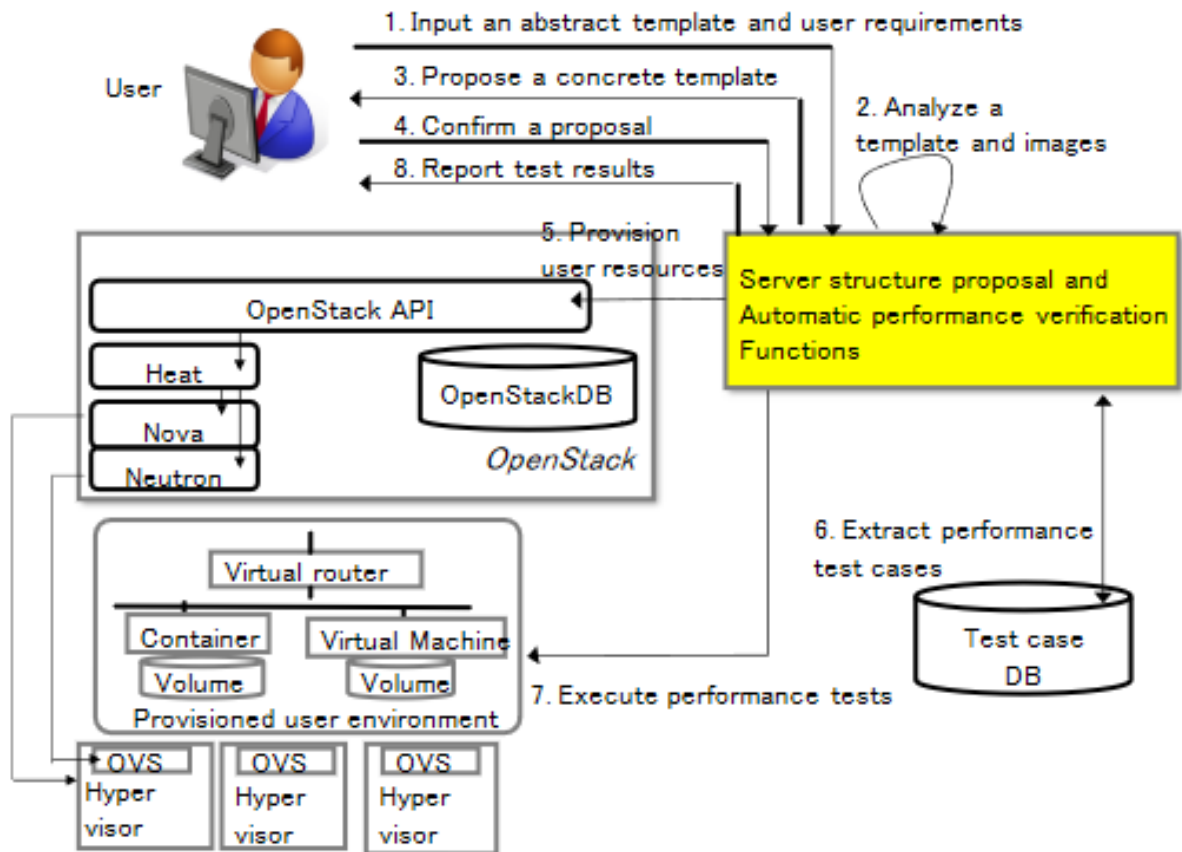 1. Input an abstract template and user requirements
User
3. Propose a concrete template
2. Analyze a
template and images
4. Confirm a proposal
8. Report test results
5. Provision
user resources
Server structure proposal and
Automatic performance verification
Functions
OpenStack API
Heat
OpenStackDB
Nova
OpenStack
Neutron
6. Extract performance
test cases
Virtual router
Container
Virtual Machine
Test case
DB
Volume
Volume
7. Execute performance tests
Provisioned user environment
OVS
OVS
OVS
Hyper
visor
Hyper
visor
Hyper
visor